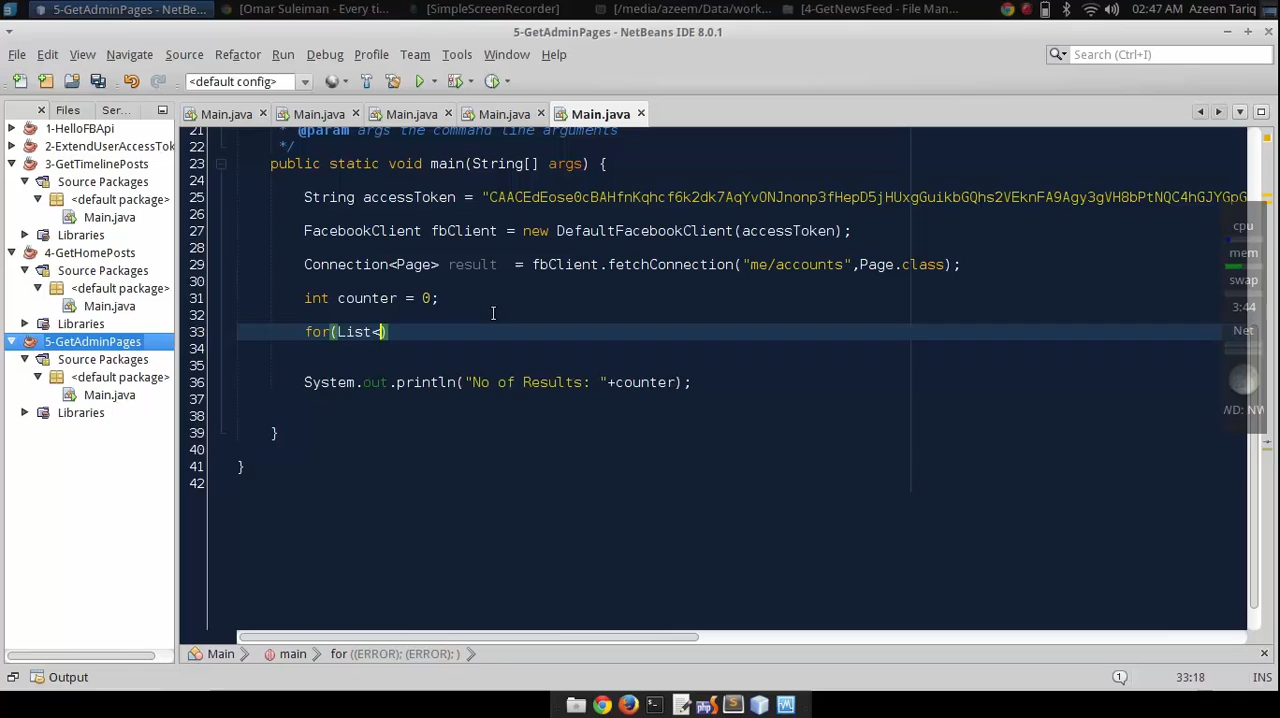 5-GetAdminPages - NetB...
[Omar Suleiman - Every ti...
[SimpleScreenRecorder]
[/media/azeem/Data/work...
[4-GetNewsFeed - File Man...
02:47 AM Azeem Tariq
5-GetAdminPages - NetBeans IDE 8.0.1
File Edit View Navigate Source Refactor Run Debug Profile Team Tools Window Help
Search (Ctrl+I)
<default config>
Files Ser...
Main.java Main.java Main.java Main.java Main.java
1-HelloFBApi
2-ExtendUserAccessTok
3-GetTimelinePosts
Source Packages
<default package>
Main.java
Libraries
4-GetHomePosts
Source Packages
<default package>
Main.java
Libraries
5-GetAdminPages
Source Packages
<default package>
Main.java
Libraries
21 * @param args the command line arguments
22 */
23 public static void main(String[] args) {
24
25 String accessToken = "CAACEdEose0cBAHfnKqhcf6k2dk7AqYvONJnonp3fHepD5jHUxgGuikbGQhs2VEknFA9Agy3gVH8bPtNQC4hGJYGpG
26
27 FacebookClient fbClient = new DefaultFacebookClient(accessToken);
28
29 Connection<Page> result = fbClient.fetchConnection("me/accounts",Page.class);
30
31 int counter = 0;
32
33 for(List<)
34
35
36 System.out.println("No of Results: "+counter);
37
38
39 }
40
41 }
42
cpu
mem
swap
3:44
Net
WD: NW
Main main for ((ERROR); (ERROR); )
Output
1
33:18 INS